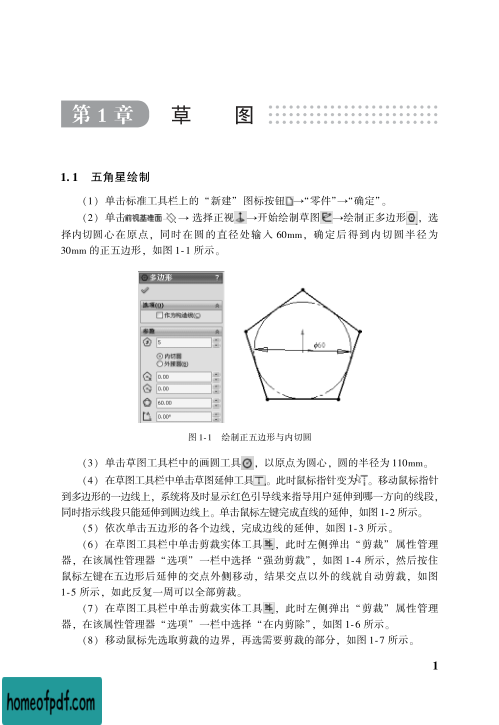 第1章 草 图
1.1 五角星绘制
（1）单击标准工具栏上的“新建”图标按钮→“零件”→“确定”。
（2）单击前视基准面→选择正视→开始绘制草图→绘制正多边形，选
择内切圆心在原点，同时在圆的直径处输入 60mm，确定后得到内切圆半径为
30mm 的正五边形，如图 1-1 所示。
多边形 ?
选项(O)
作为构造线(C)
参数
5
内切圆
外接圆(B)
0.00
0.00
60.00
0.00°
ϕ60
图 1-1 绘制正五边形与内切圆
（3）单击草图工具栏中的画圆工具，以原点为圆心，圆的半径为 110mm。
（4）在草图工具栏中单击草图延伸工具。此时鼠标指针变为。移动鼠标指针
到多边形的一边线上，系统将及时显示红色引导线来指导用户延伸到哪一方向的线段，
同时指示线段只能延伸到圆边线上。单击鼠标左键完成直线的延伸，如图 1-2 所示。
（5）依次单击五边形的各个边线，完成边线的延伸，如图 1-3 所示。
（6）在草图工具栏中单击剪裁实体工具，此时左侧弹出“剪裁”属性管理
器，在该属性管理器“选项”一栏中选择“强劲剪裁”，如图 1-4 所示，然后按住
鼠标左键在五边形后延伸的交点外侧移动，结果交点以外的线就自动剪裁，如图
1-5 所示，如此反复一周可以全部剪裁。
（7）在草图工具栏中单击剪裁实体工具，此时左侧弹出“剪裁”属性管理
器，在该属性管理器“选项”一栏中选择“在内剪除”，如图 1-6 所示。
（8）移动鼠标先选取剪裁的边界，再选需要剪裁的部分，如图 1-7 所示。
1
homeofpdf.com